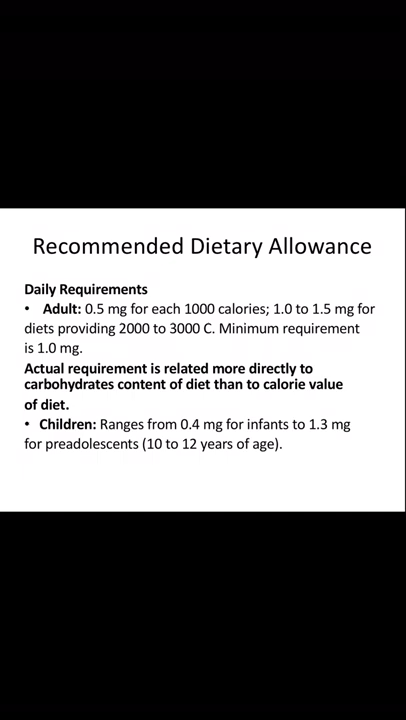 Recommended Dietary Allowance
Daily Requirements
• Adult: 0.5 mg for each 1000 calories; 1.0 to 1.5 mg for
diets providing 2000 to 3000 C. Minimum requirement
is 1.0 mg.
Actual requirement is related more directly to
carbohydrates content of diet than to calorie value
of diet.
• Children: Ranges from 0.4 mg for infants to 1.3 mg
for preadolescents (10 to 12 years of age).